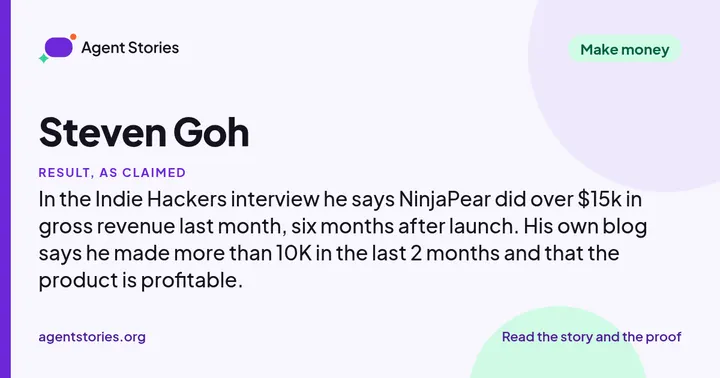 Agent Stories
Make money
Steven Goh
RESULT, AS CLAIMED
In the Indie Hackers interview he says NinjaPear did over $15k in
gross revenue last month, six months after launch. His own blog
says he made more than 10K in the last 2 months and that the
product is profitable.
agentstories.org
Read the story and the proof